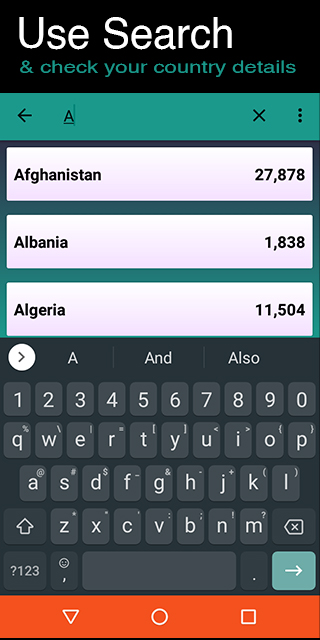 Use Search
& check your country details
A
Afghanistan 27,878
Albania 1,838
Algeria 11,504
A And Also
1 2 3 4 5 6 7 8 9 0
q% w\ e| r= t[ y] u< i> o{ p}
a@ s# d$ f_ g& h- j+ k( l)
z* x" c' v: b; n! m?
?123 , .